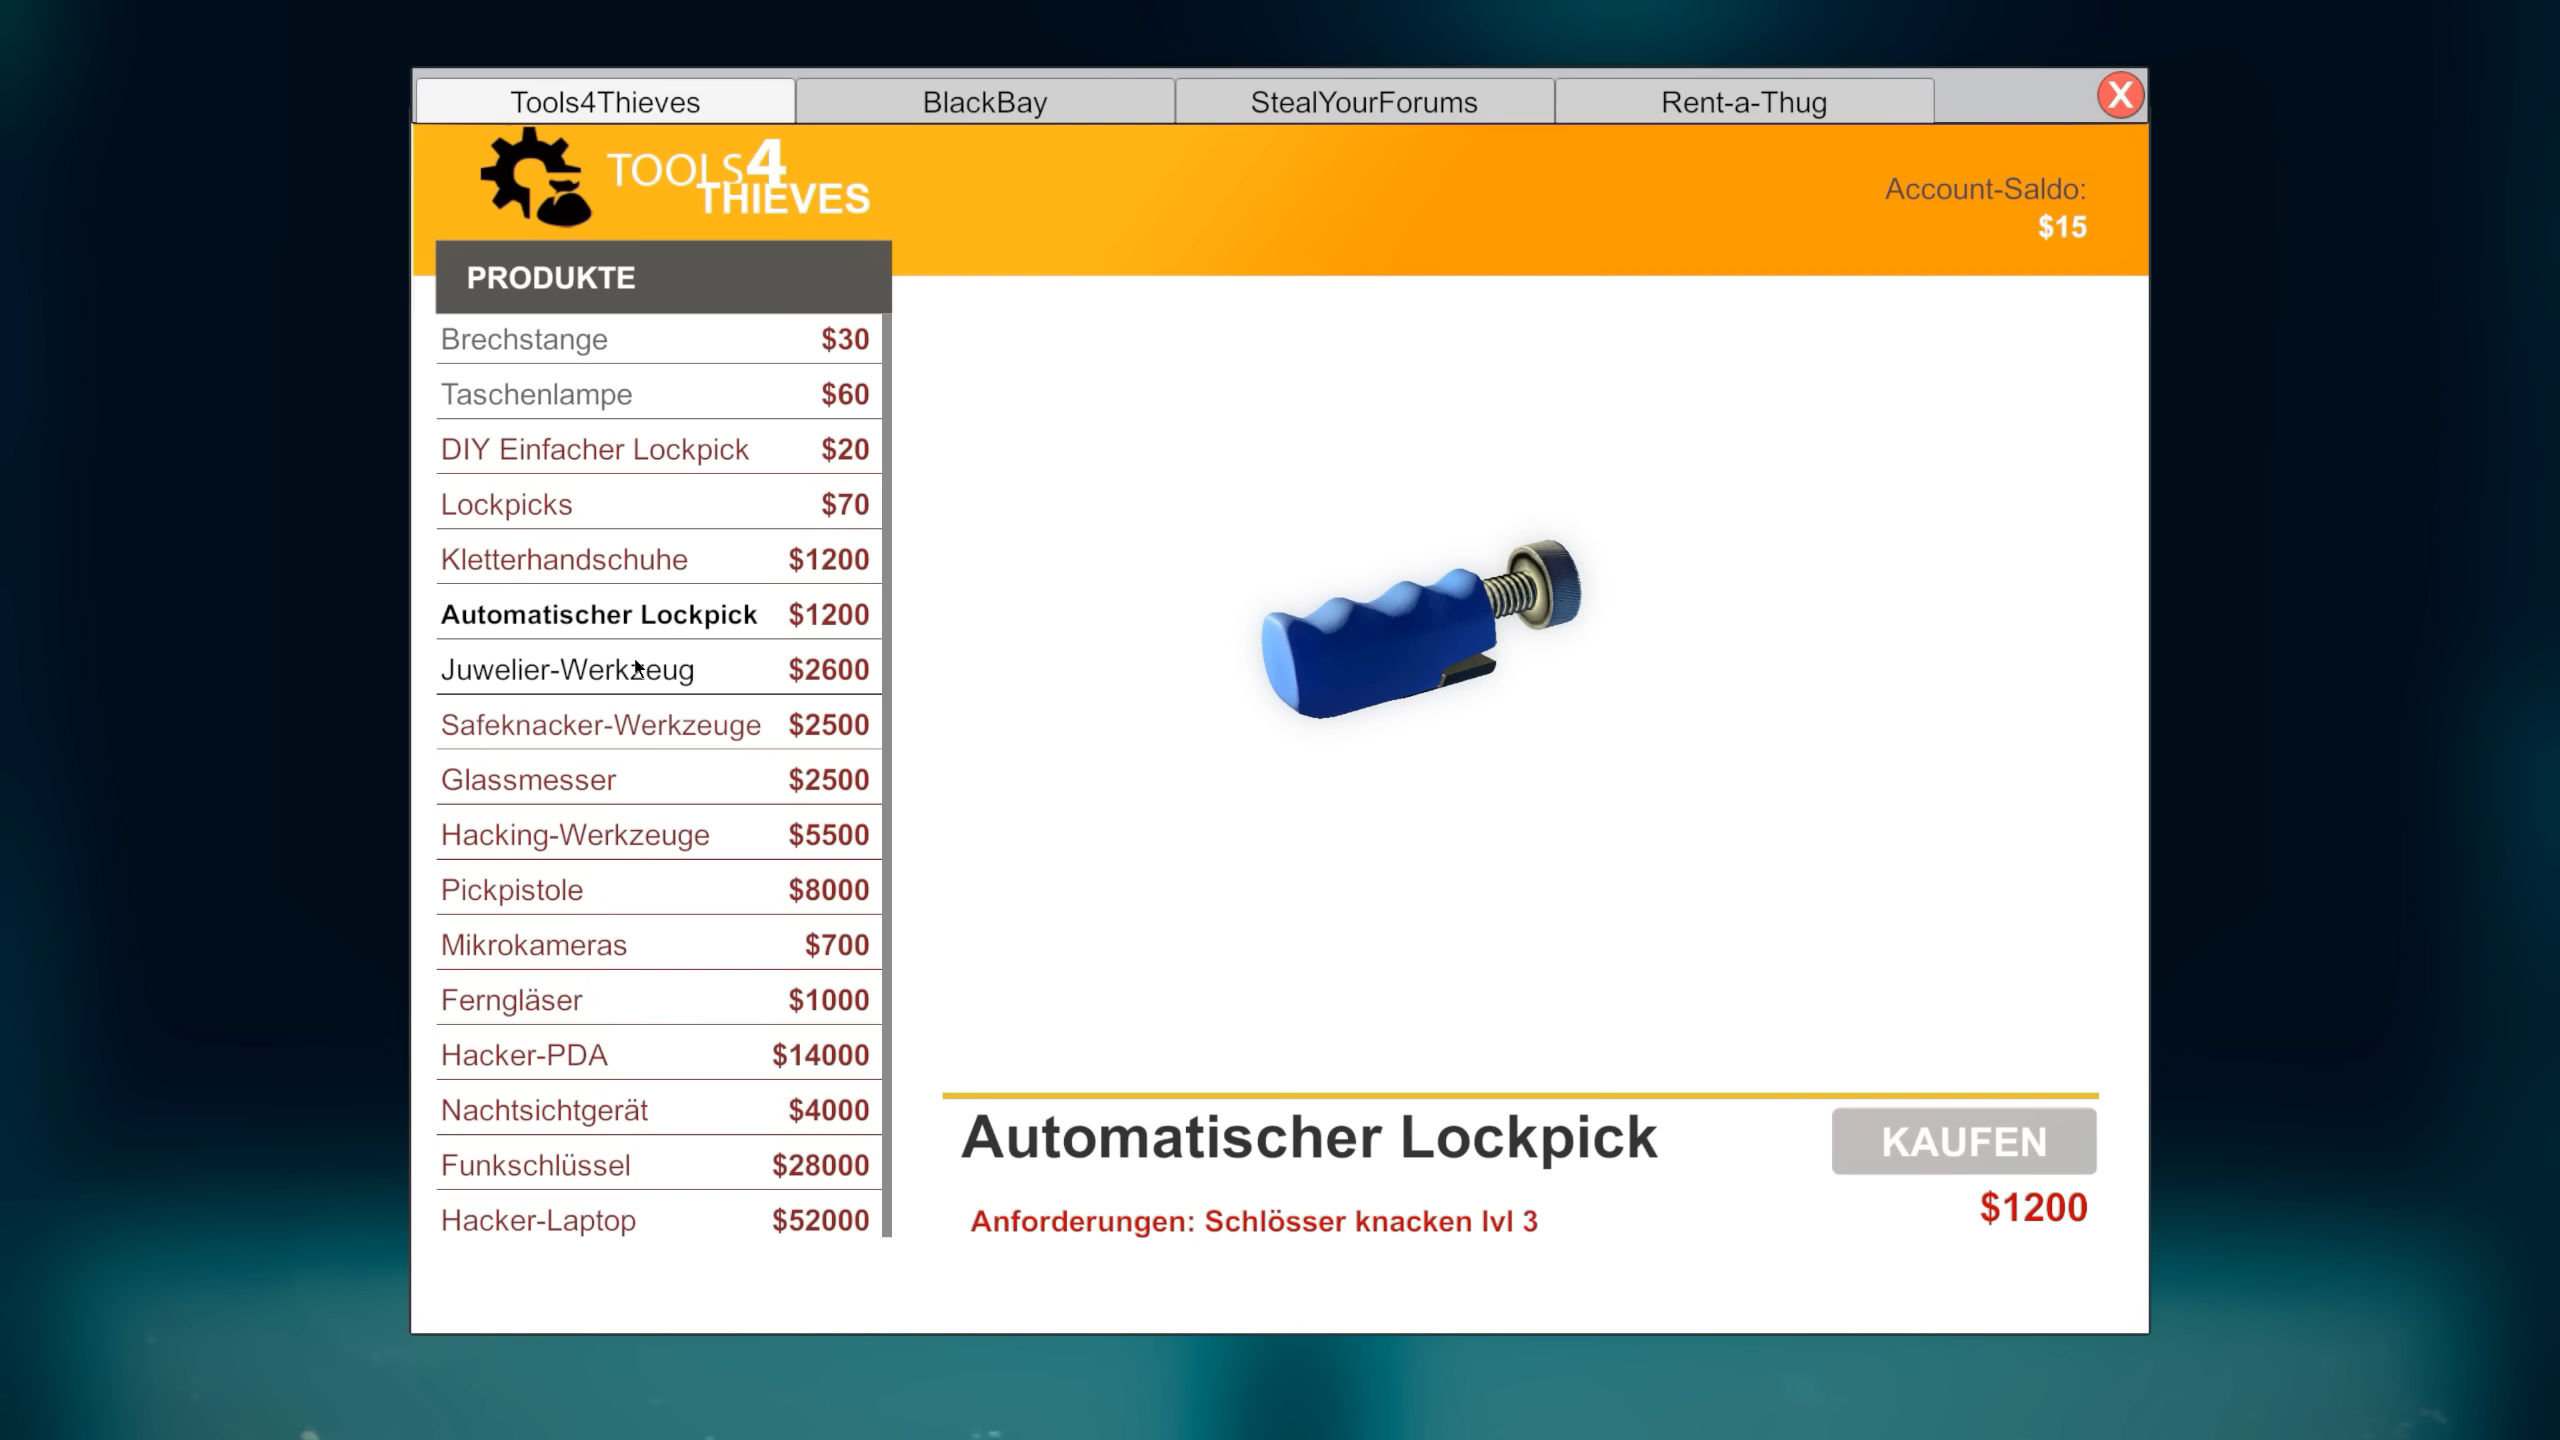 Tools4Thieves
BlackBay
StealYourForums
Rent-a-Thug
X
TOOLS4
THIEVES
Account-Saldo:
$15
PRODUKTE
Brechstange $30
Taschenlampe $60
DIY Einfacher Lockpick $20
Lockpicks $70
Kletterhandschuhe $1200
Automatischer Lockpick $1200
Juwelier-Werkzeug $2600
Safeknacker-Werkzeuge $2500
Glassmesser $2500
Hacking-Werkzeuge $5500
Pickpistole $8000
Mikrokameras $700
Ferngläser $1000
Hacker-PDA $14000
Nachtsichtgerät $4000
Funkschlüssel $28000
Hacker-Laptop $52000
Automatischer Lockpick
KAUFEN
Anforderungen: Schlösser knacken lvl 3
$1200